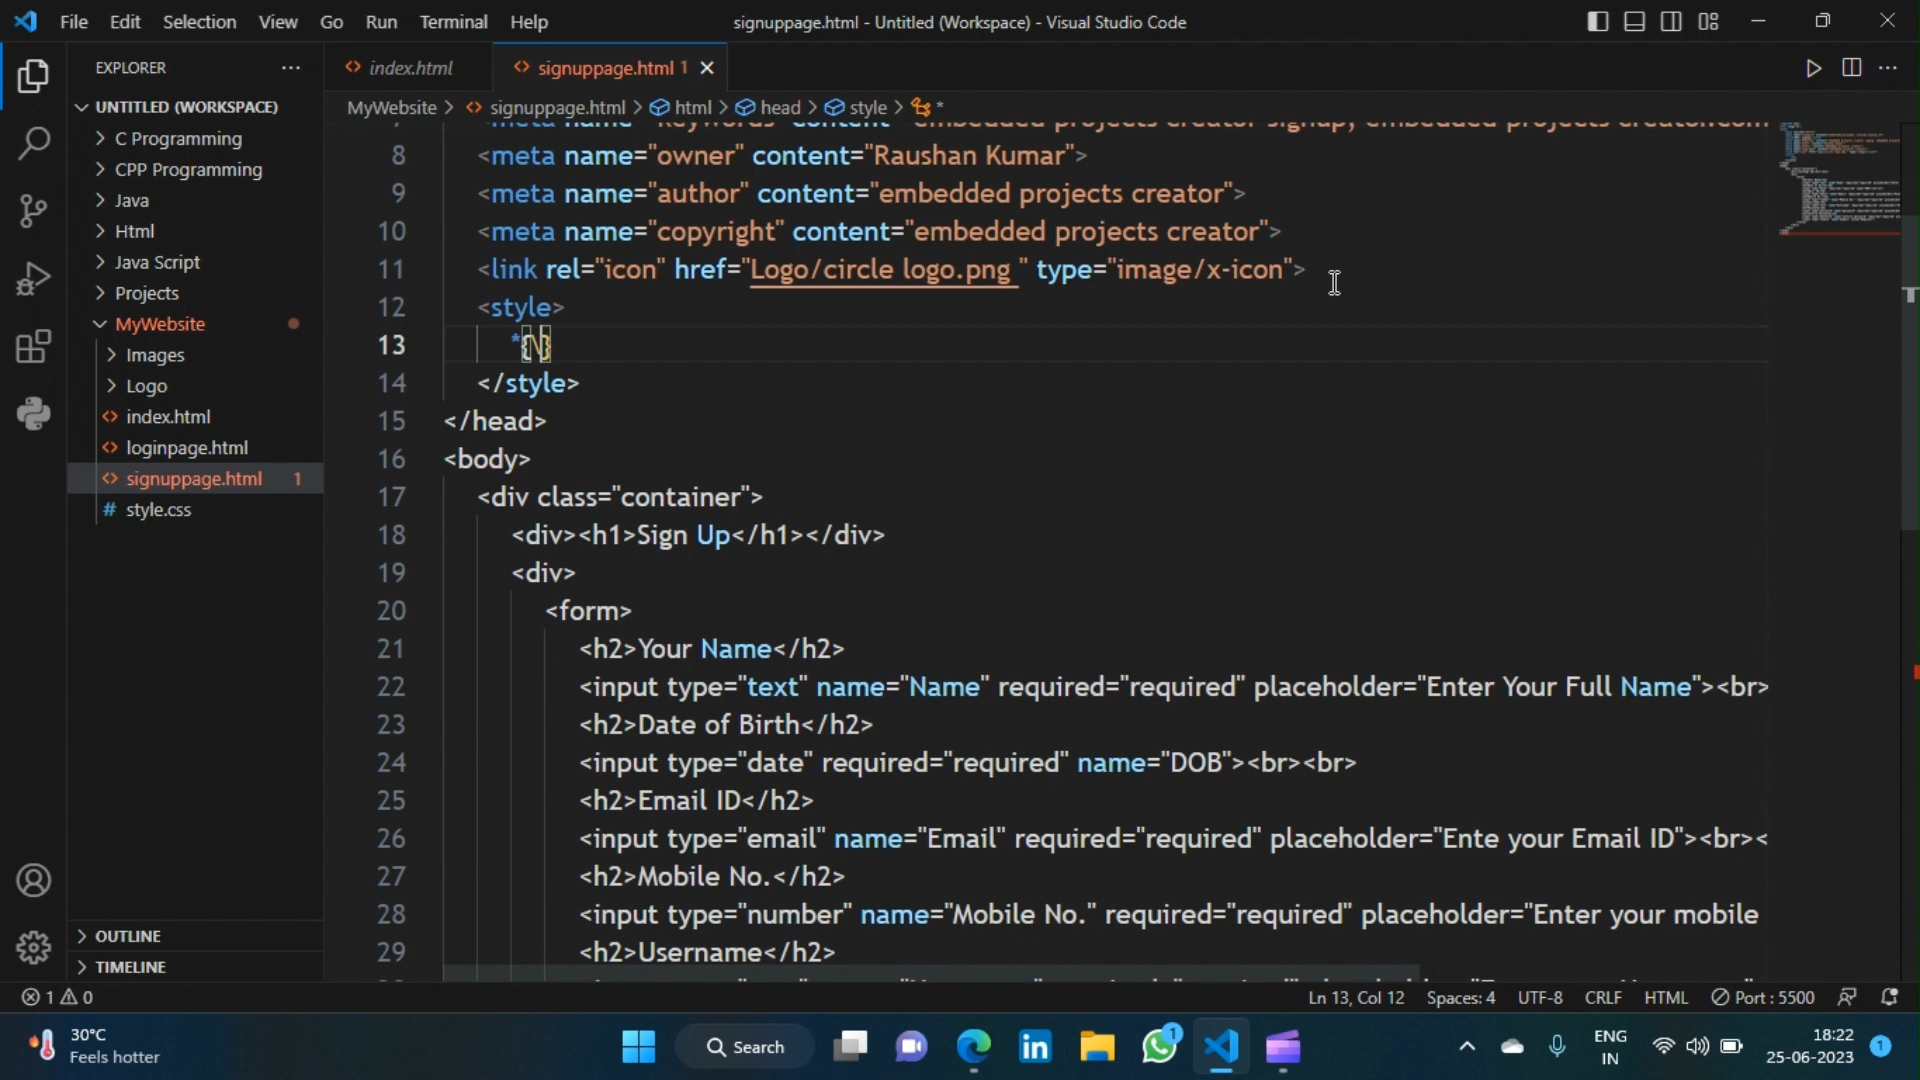 File Edit Selection View Go Run Terminal Help
signuppage.html - Untitled (Workspace) - Visual Studio Code
EXPLORER
UNTITLED (WORKSPACE)
C Programming
CPP Programming
Java
Html
Java Script
Projects
MyWebsite
Images
Logo
index.html
loginpage.html
signuppage.html 1
style.css
OUTLINE
TIMELINE
index.html
signuppage.html 1
MyWebsite > signuppage.html > html > head > style > *
8 <meta name="owner" content="Raushan Kumar">
9 <meta name="author" content="embedded projects creator">
10 <meta name="copyright" content="embedded projects creator">
11 <link rel="icon" href="Logo/circle logo.png " type="image/x-icon">
12 <style>
13 *{\}
14 </style>
15 </head>
16 <body>
17 <div class="container">
18 <div><h1>Sign Up</h1></div>
19 <div>
20 <form>
21 <h2>Your Name</h2>
22 <input type="text" name="Name" required="required" placeholder="Enter Your Full Name"><br>
23 <h2>Date of Birth</h2>
24 <input type="date" required="required" name="DOB"><br><br>
25 <h2>Email ID</h2>
26 <input type="email" name="Email" required="required" placeholder="Ente your Email ID"><br><
27 <h2>Mobile No.</h2>
28 <input type="number" name="Mobile No." required="required" placeholder="Enter your mobile
29 <h2>Username</h2>
1 0 Ln 13, Col 12 Spaces: 4 UTF-8 CRLF HTML Port : 5500
30°C
Feels hotter
Search
1
ENG
IN
18:22
25-06-2023
1